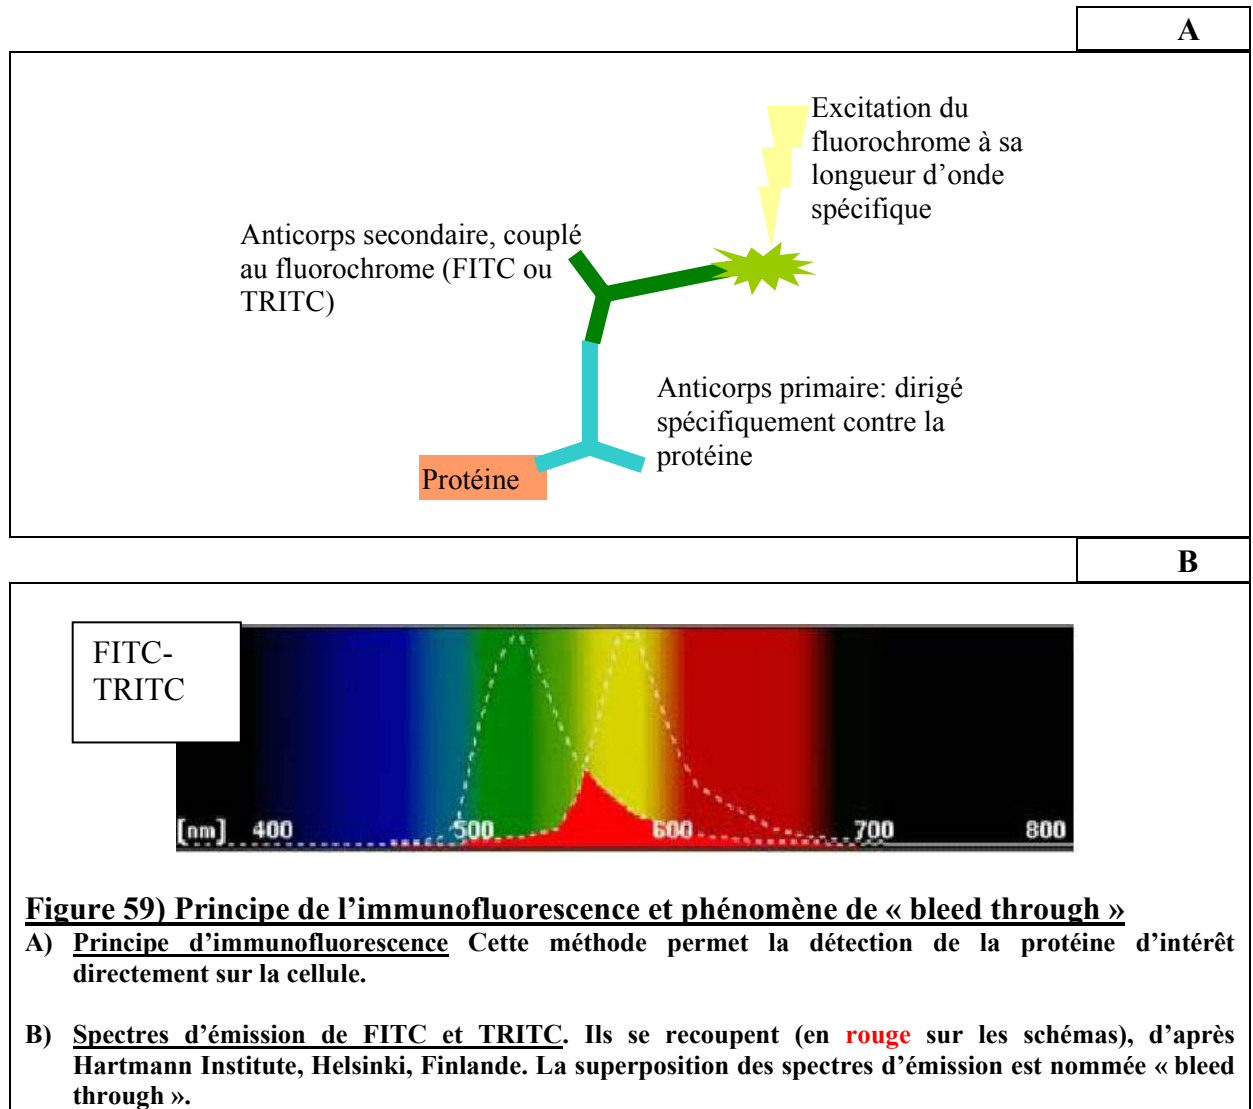 A
Excitation du
fluorochrome à sa
longueur d’onde
spécifique
Anticorps secondaire, couplé
au fluorochrome (FITC ou
TRITC)
Anticorps primaire: dirigé
spécifiquement contre la
protéine
Protéine
B
FITC-
TRITC
[nm] 400 500 600 700 800
Figure 59) Principe de l’immunofluorescence et phénomène de « bleed through »
A) Principe d’immunofluorescence Cette méthode permet la détection de la protéine d’intérêt
directement sur la cellule.
B) Spectres d’émission de FITC et TRITC. Ils se recoupent (en rouge sur les schémas), d’après
Hartmann Institute, Helsinki, Finlande. La superposition des spectres d’émission est nommée « bleed
through ».